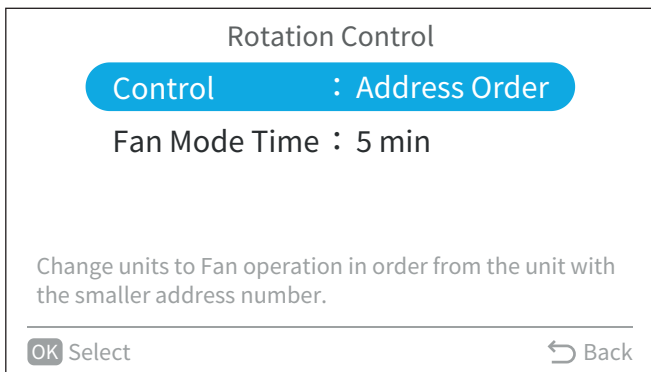 Rotation Control
Control : Address Order
Fan Mode Time : 5 min
Change units to Fan operation in order from the unit with
the smaller address number.
OK Select Back